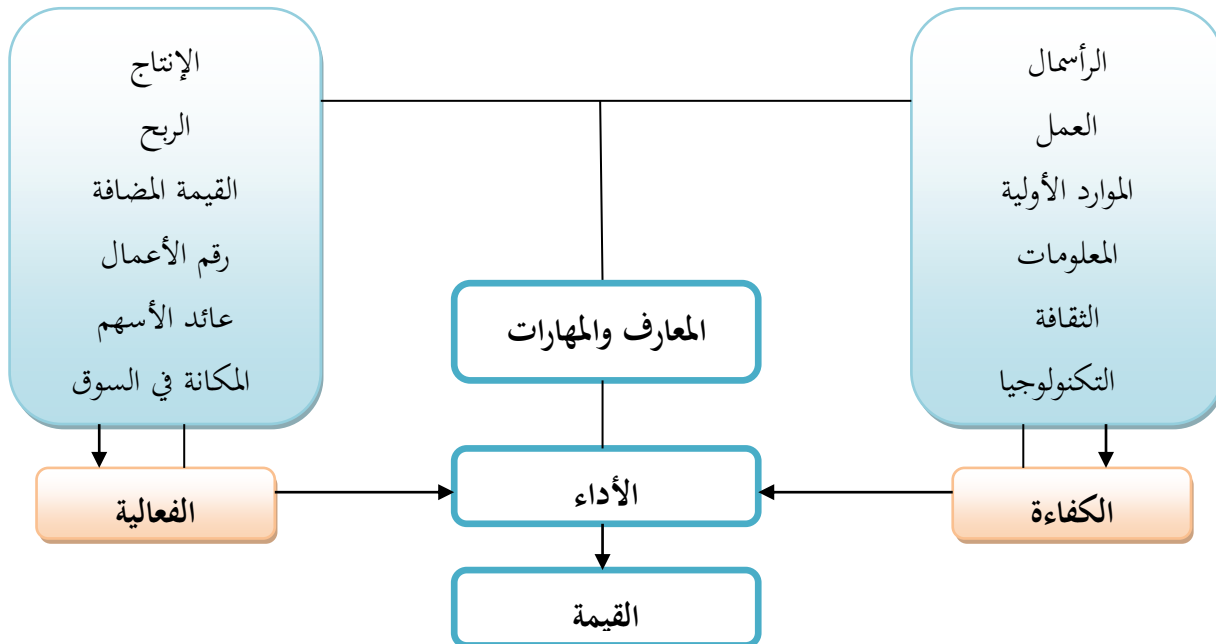 الرأسمال
العمل
الموارد الأولية
المعلومات
الثقافة
التكنولوجيا
الإنتاج
الربح
القيمة المضافة
رقم الأعمال
عائد الأسهم
المكانة في السوق
المعارف والمهارات
الكفاءة
الأداء
الفعالية
القيمة